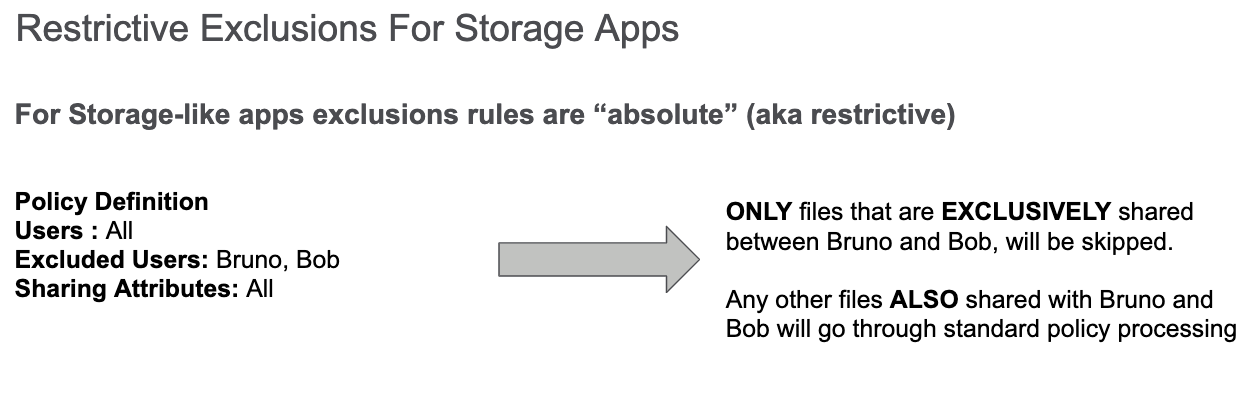 Restrictive Exclusions For Storage Apps
For Storage-like apps exclusions rules are “absolute” (aka restrictive)
Policy Definition
Users : All
Excluded Users: Bruno, Bob
Sharing Attributes: All
ONLY files that are EXCLUSIVELY shared
between Bruno and Bob, will be skipped.
Any other files ALSO shared with Bruno and
Bob will go through standard policy processing